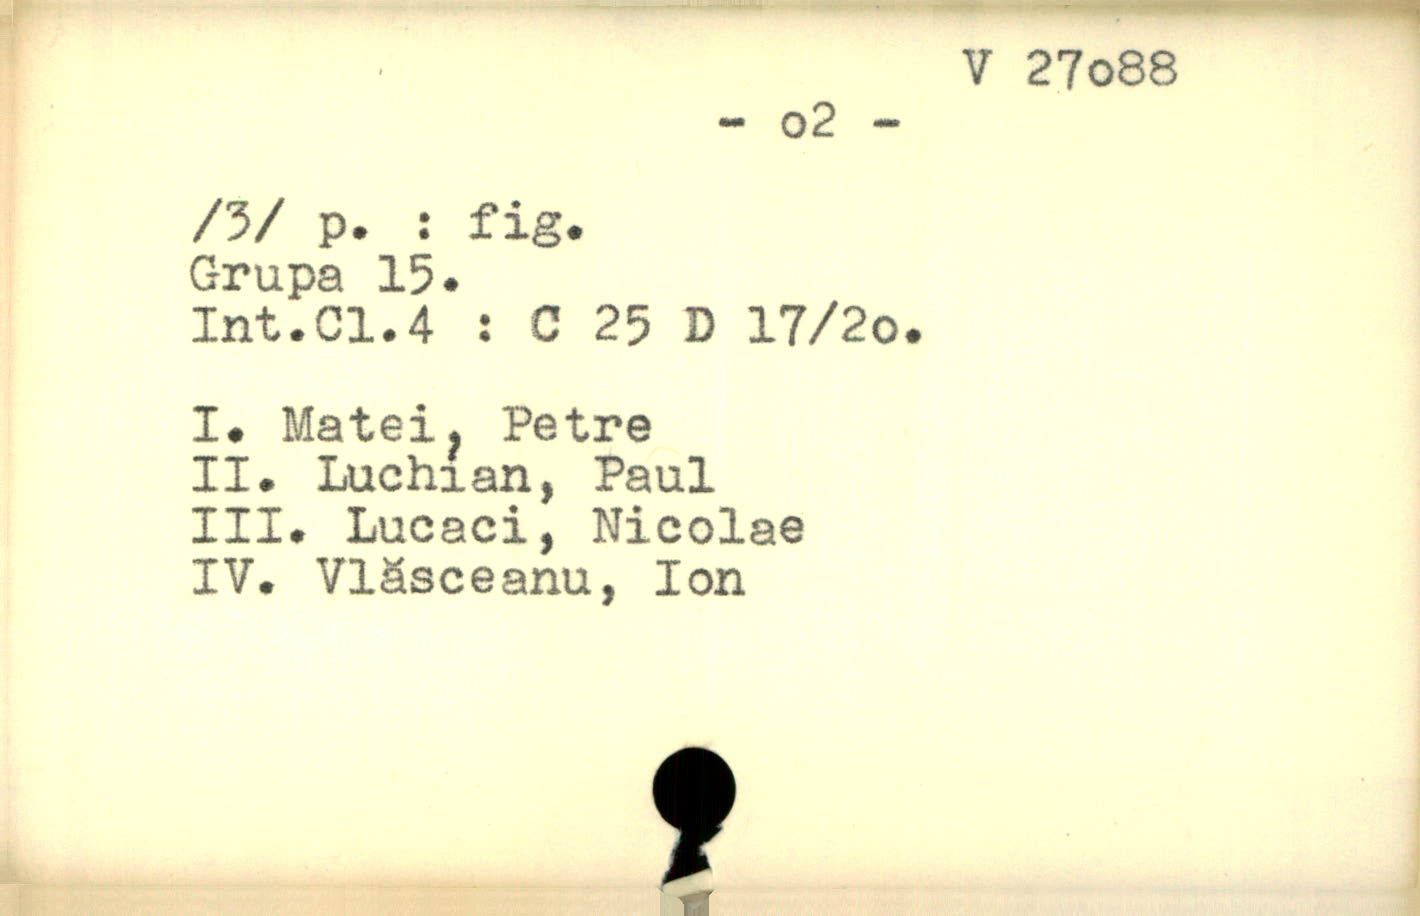 V 27o88
- o2 -
/3/ p. : fig.
Grupa 15.
Int.Cl.4 : C 25 D 17/2o.
I. Matei, Petre
II. Luchian, Paul
III. Lucaci, Nicolae
IV. Vlăsceanu, Ion